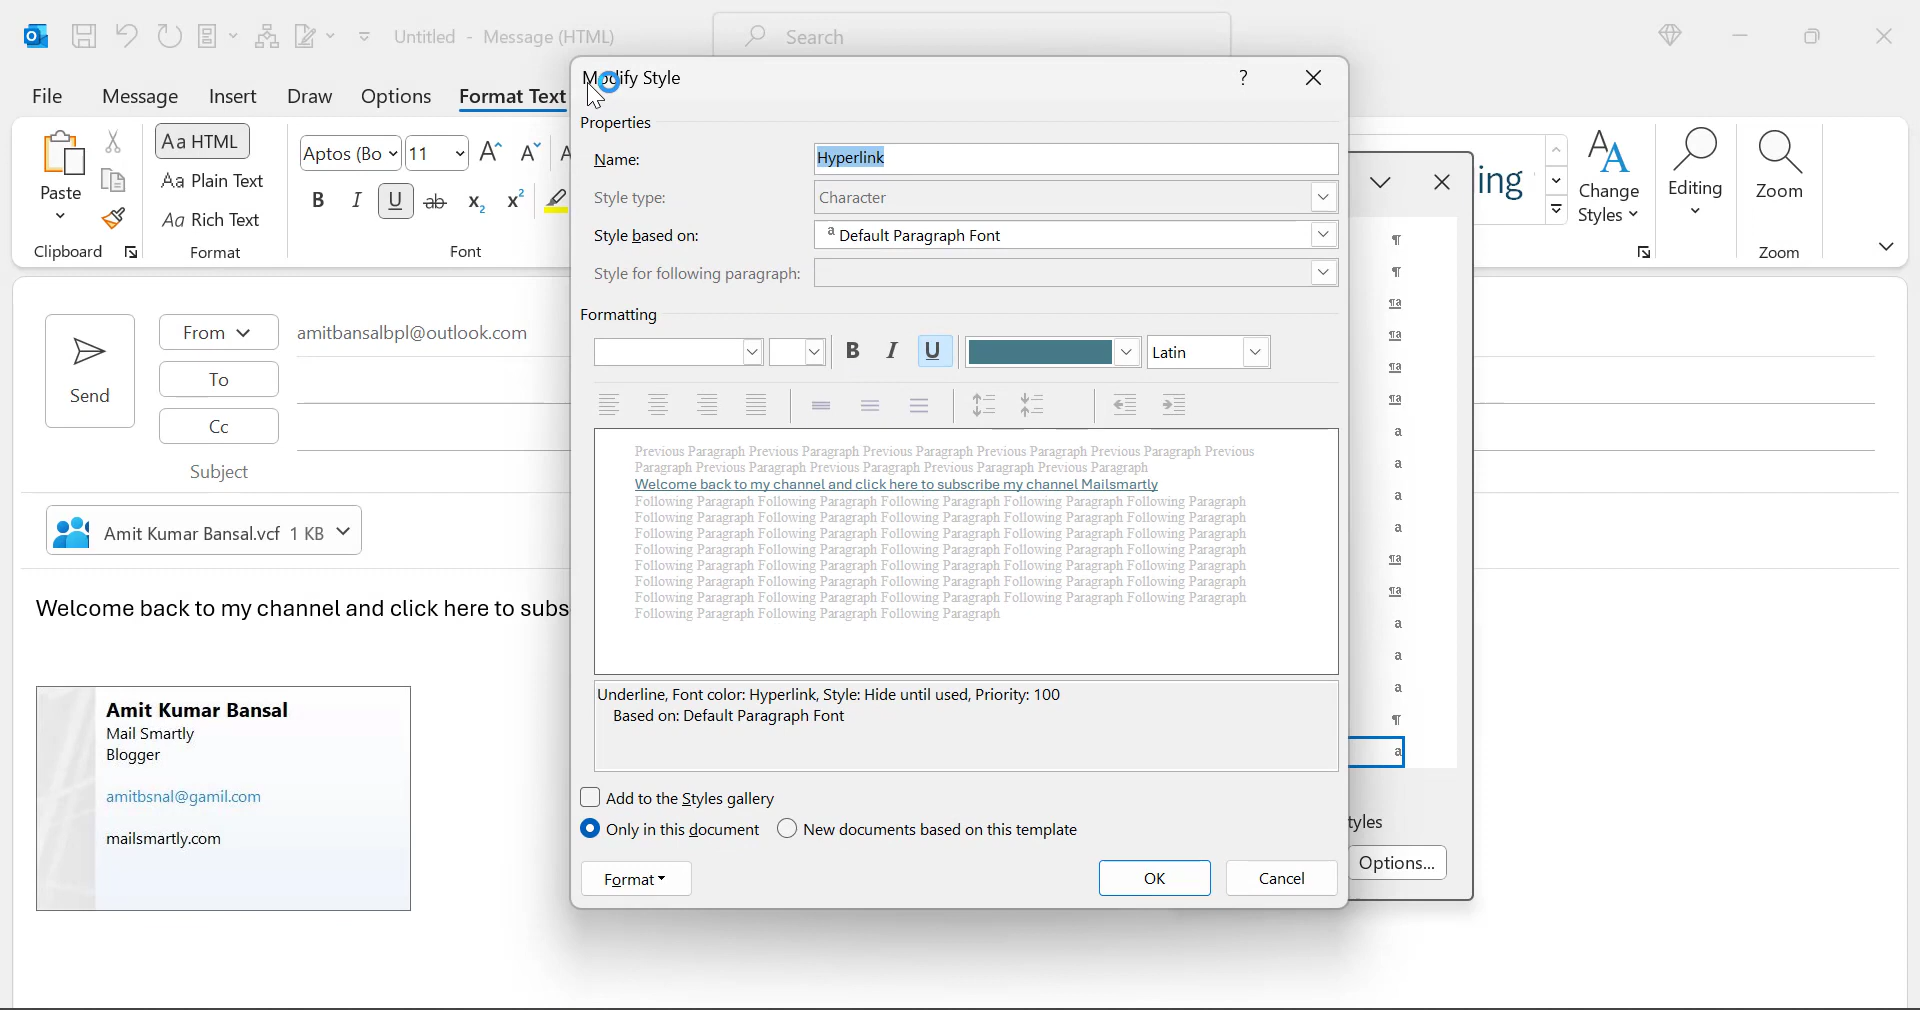 Untitled - Message (HTML)
Search
File Message Insert Draw Options Format Text
Paste
Clipboard
Aa HTML
Aa Plain Text
Aa Rich Text
Format
Aptos (Bo 11
B I U ab x₂ x²
Font
ing
Change
Styles
Editing
Zoom
Zoom
Send
From amitbansalbpl@outlook.com
To
Cc
Subject
Amit Kumar Bansal.vcf 1 KB
Welcome back to my channel and click here to subs
Amit Kumar Bansal
Mail Smartly
Blogger
amitbsnal@gamil.com
mailsmartly.com
Modify Style ?
Properties
Name: Hyperlink
Style type: Character
Style based on: a Default Paragraph Font
Style for following paragraph:
Formatting
B I U Latin
Previous Paragraph Previous Paragraph Previous Paragraph Previous Paragraph Previous Paragraph Previous
Paragraph Previous Paragraph Previous Paragraph Previous Paragraph Previous Paragraph
Welcome back to my channel and click here to subscribe my channel Mailsmartly
Following Paragraph Following Paragraph Following Paragraph Following Paragraph Following Paragraph
Following Paragraph Following Paragraph Following Paragraph Following Paragraph Following Paragraph
Following Paragraph Following Paragraph Following Paragraph Following Paragraph Following Paragraph
Following Paragraph Following Paragraph Following Paragraph Following Paragraph Following Paragraph
Following Paragraph Following Paragraph Following Paragraph Following Paragraph Following Paragraph
Following Paragraph Following Paragraph Following Paragraph Following Paragraph Following Paragraph
Following Paragraph Following Paragraph Following Paragraph Following Paragraph Following Paragraph
Following Paragraph Following Paragraph Following Paragraph
Underline, Font color: Hyperlink, Style: Hide until used, Priority: 100
Based on: Default Paragraph Font
Add to the Styles gallery
Only in this document New documents based on this template
Format OK Cancel
¶
¶
¶a
¶a
¶a
¶a
a
a
a
a
¶a
¶a
a
a
a
¶
a
tyles
Options...